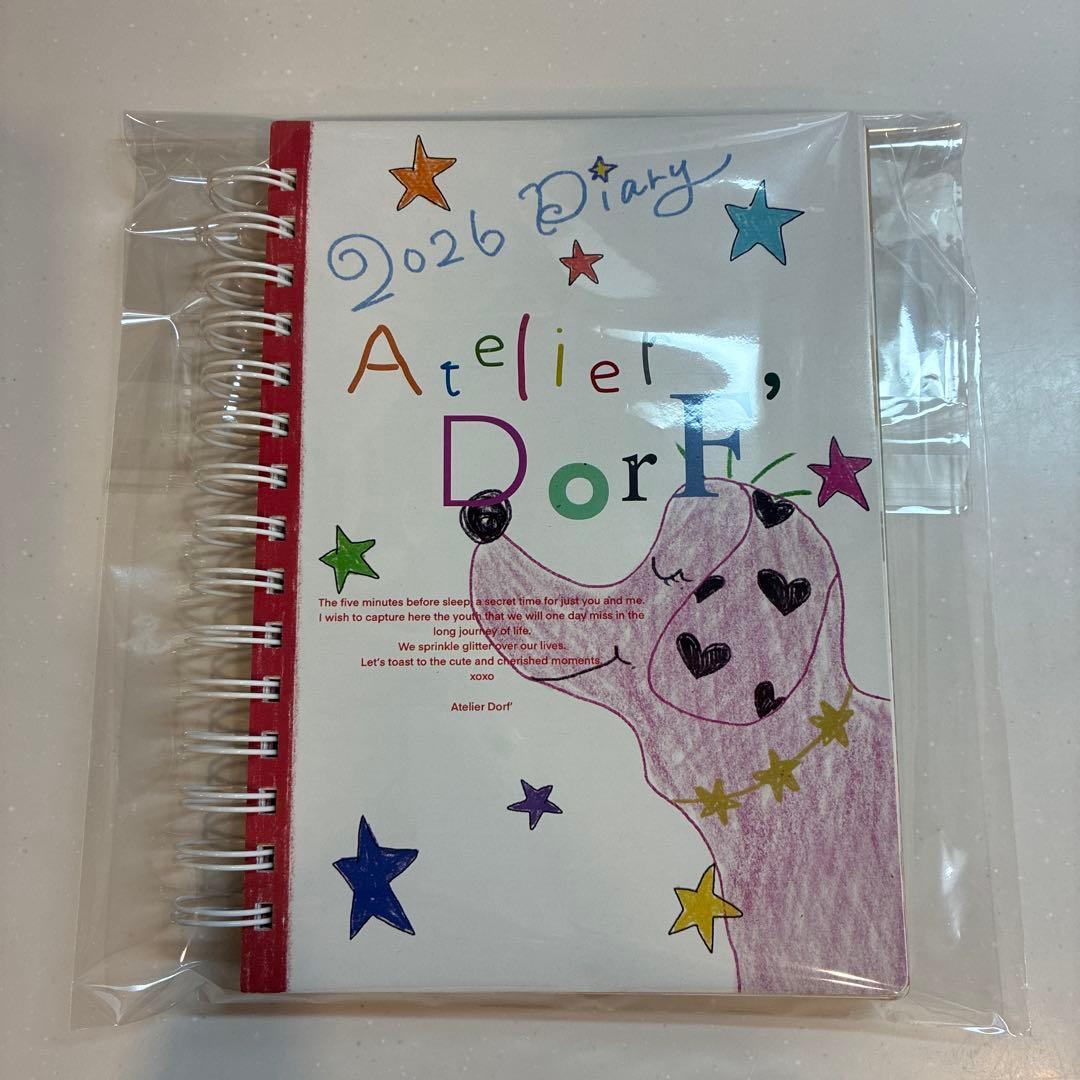 2026 Diary
Atelier,
DorF
The five minutes before sleep, a secret time for just you and me.
I wish to capture here the youth that we will one day miss in the
long journey of life.
We sprinkle glitter over our lives.
Let's toast to the cute and cherished moments.
xoxo
Atelier Dorf'